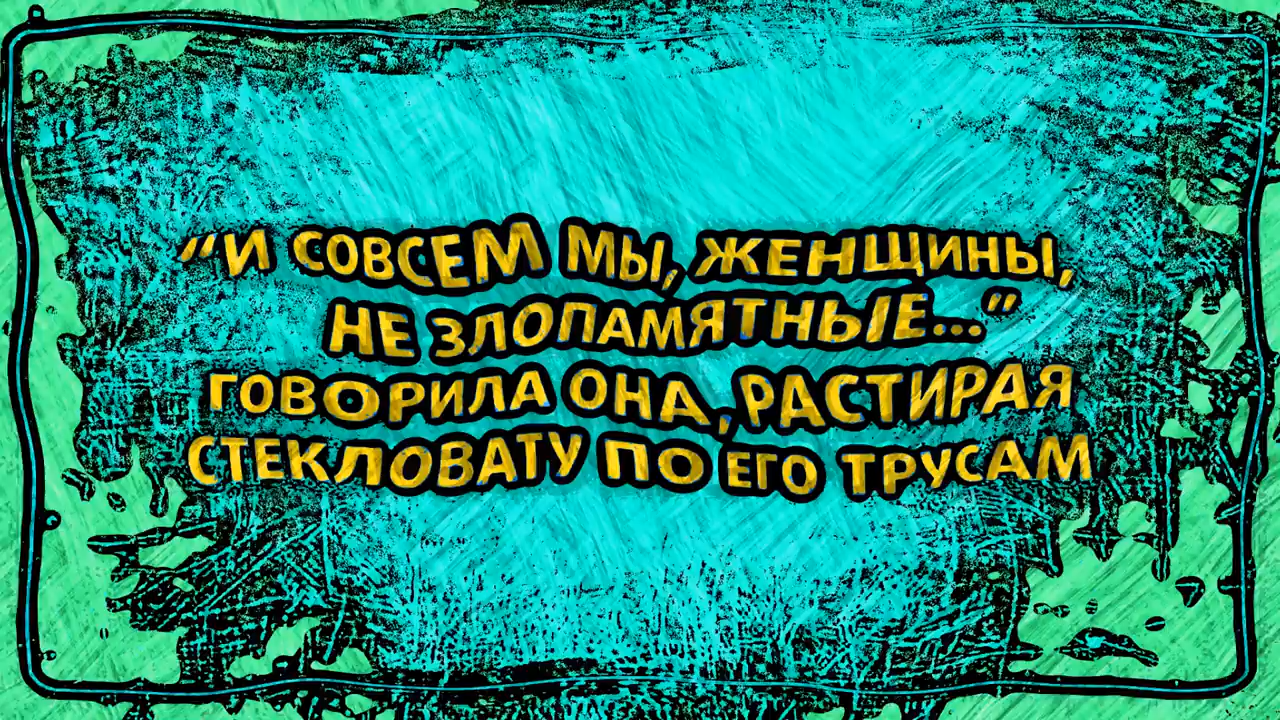 “И СОВСЕМ МЫ, ЖЕНЩИНЫ,
НЕ ЗЛОПАМЯТНЫЕ...”
ГОВОРИЛА ОНА, РАСТИРАЯ
СТЕКЛОВАТУ ПО ЕГО ТРУСАМ